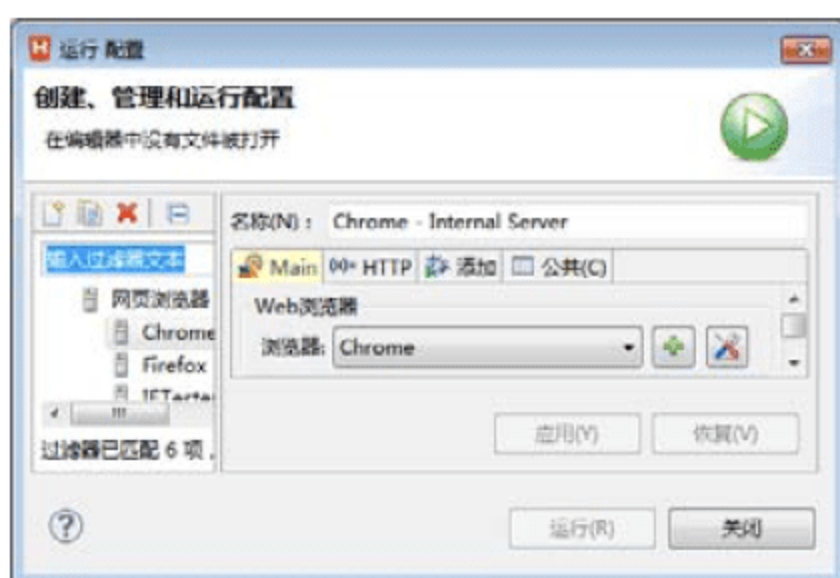 运行 配置
创建、管理和运行配置
在编辑器中没有文件被打开
名称(N)： Chrome - Internal Server
输入过滤器文本
Main HTTP 添加 公共(C)
网页浏览器
Web浏览器
Chrome
浏览器: Chrome
Firefox
IETester
应用(Y) 恢复(V)
过滤器已匹配 6 项，
运行(R) 关闭